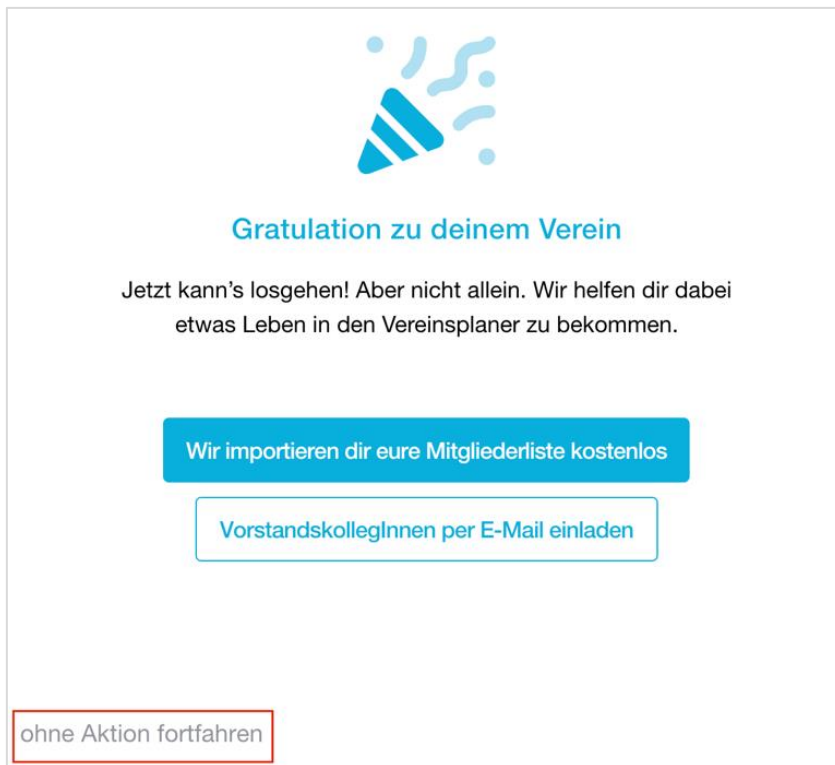 Gratulation zu deinem Verein
Jetzt kann’s losgehen! Aber nicht allein. Wir helfen dir dabei
etwas Leben in den Vereinsplaner zu bekommen.
Wir importieren dir eure Mitgliederliste kostenlos
VorstandskollegInnen per E-Mail einladen
ohne Aktion fortfahren